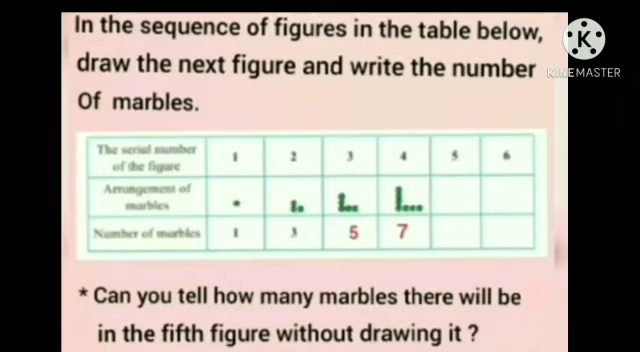 In the sequence of figures in the table below,
K
KINEMASTER
draw the next figure and write the number
Of marbles.
The serial number of the figure 1 2 3 4 5 6
Arrangement of marbles
Number of marbles 1 3 5 7
* Can you tell how many marbles there will be
in the fifth figure without drawing it ?